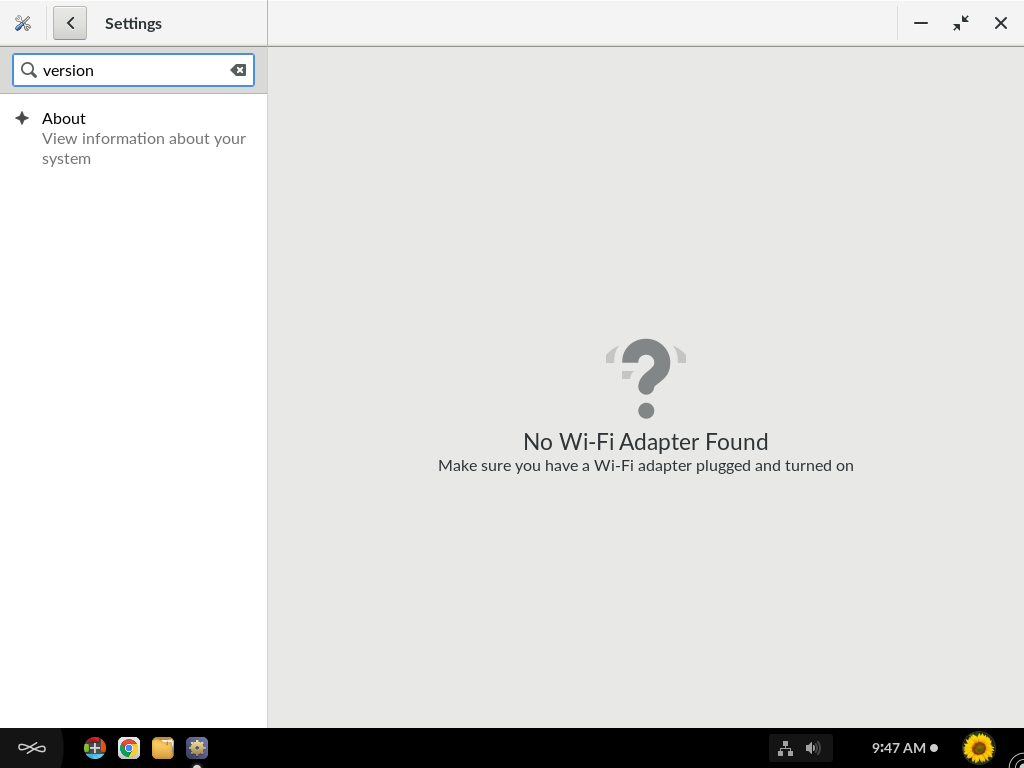 Settings
version
About
View information about your
system
No Wi-Fi Adapter Found
Make sure you have a Wi-Fi adapter plugged and turned on
9:47 AM